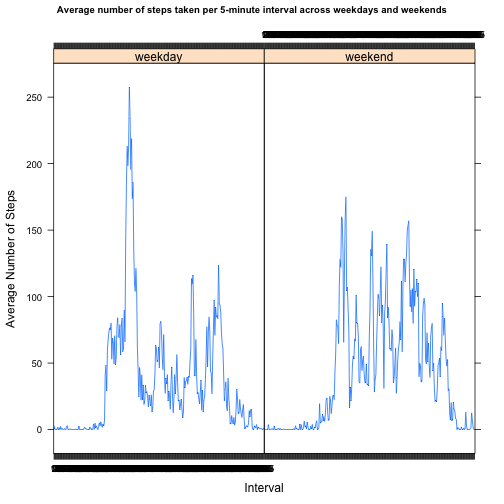 Average number of steps taken per 5-minute interval across weekdays and weekends
weekday
weekend
250
200
150
100
50
0
Average Number of Steps
Interval